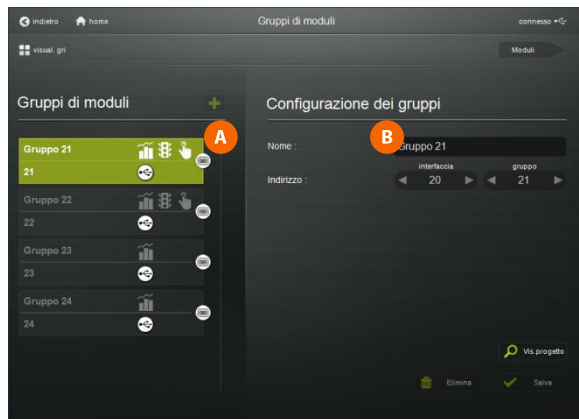 indietro home Gruppi di moduli connesso
visual. gri Moduli
Gruppi di moduli + Configurazione dei gruppi
A B
Gruppo 21 Nome : Gruppo 21
interfaccia gruppo
21 Indirizzo : 20 21
Gruppo 22
22
Gruppo 23
23
Gruppo 24
24
Vis.progetto
Elimina Salva